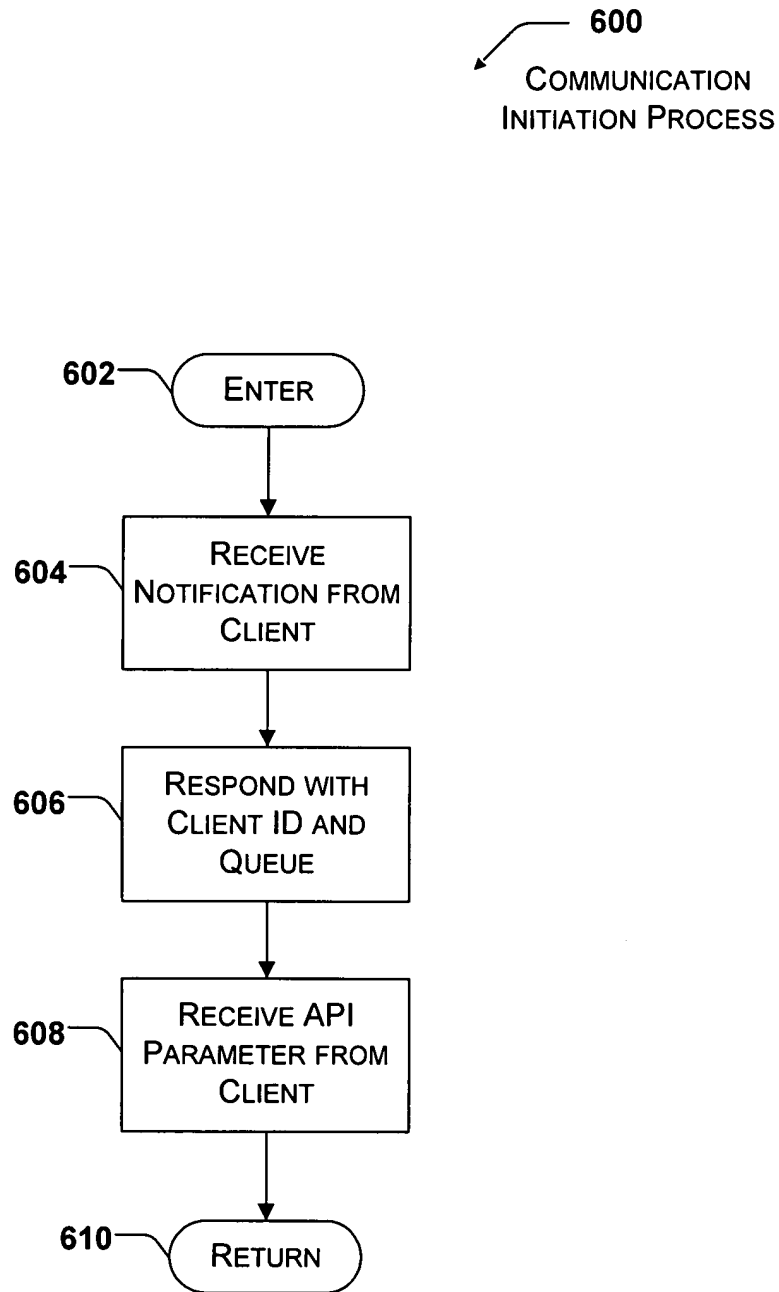 600
COMMUNICATION
INITIATION PROCESS
602
ENTER
604
RECEIVE
NOTIFICATION FROM
CLIENT
606
RESPOND WITH
CLIENT ID AND
QUEUE
608
RECEIVE API
PARAMETER FROM
CLIENT
610
RETURN